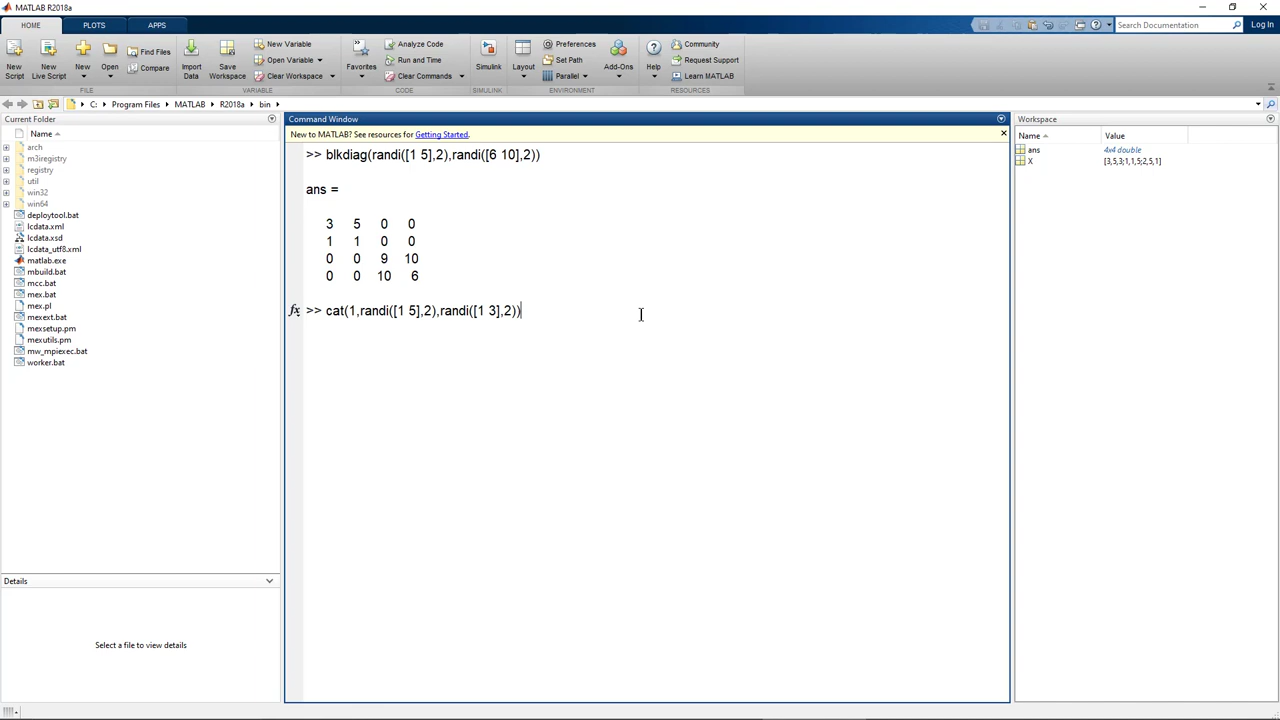 MATLAB R2018a
HOME PLOTS APPS
Search Documentation Log In
New Script
New Live Script
New
Open
Find Files
Compare
Import Data
Save Workspace
New Variable
Open Variable
Clear Workspace
Favorites
Analyze Code
Run and Time
Clear Commands
Simulink
Layout
Preferences
Set Path
Parallel
Add-Ons
Help
Community
Request Support
Learn MATLAB
FILE VARIABLE CODE SIMULINK ENVIRONMENT RESOURCES
C: Program Files MATLAB R2018a bin
Current Folder
Name
arch
m3iregistry
registry
util
win32
win64
deploytool.bat
lcdata.xml
lcdata.xsd
lcdata_utf8.xml
matlab.exe
mbuild.bat
mcc.bat
mex.bat
mex.pl
mexext.bat
mexsetup.pm
mexutils.pm
mw_mpiexec.bat
worker.bat
Details
Select a file to view details
Command Window
New to MATLAB? See resources for Getting Started.
>> blkdiag(randi([1 5],2),randi([6 10],2))
ans =
3 5 0 0
1 1 0 0
0 0 9 10
0 0 10 6
fx >> cat(1,randi([1 5],2),randi([1 3],2))
Workspace
Name Value
ans 4x4 double
X [3,5,3;1,1,5;2,5,1]